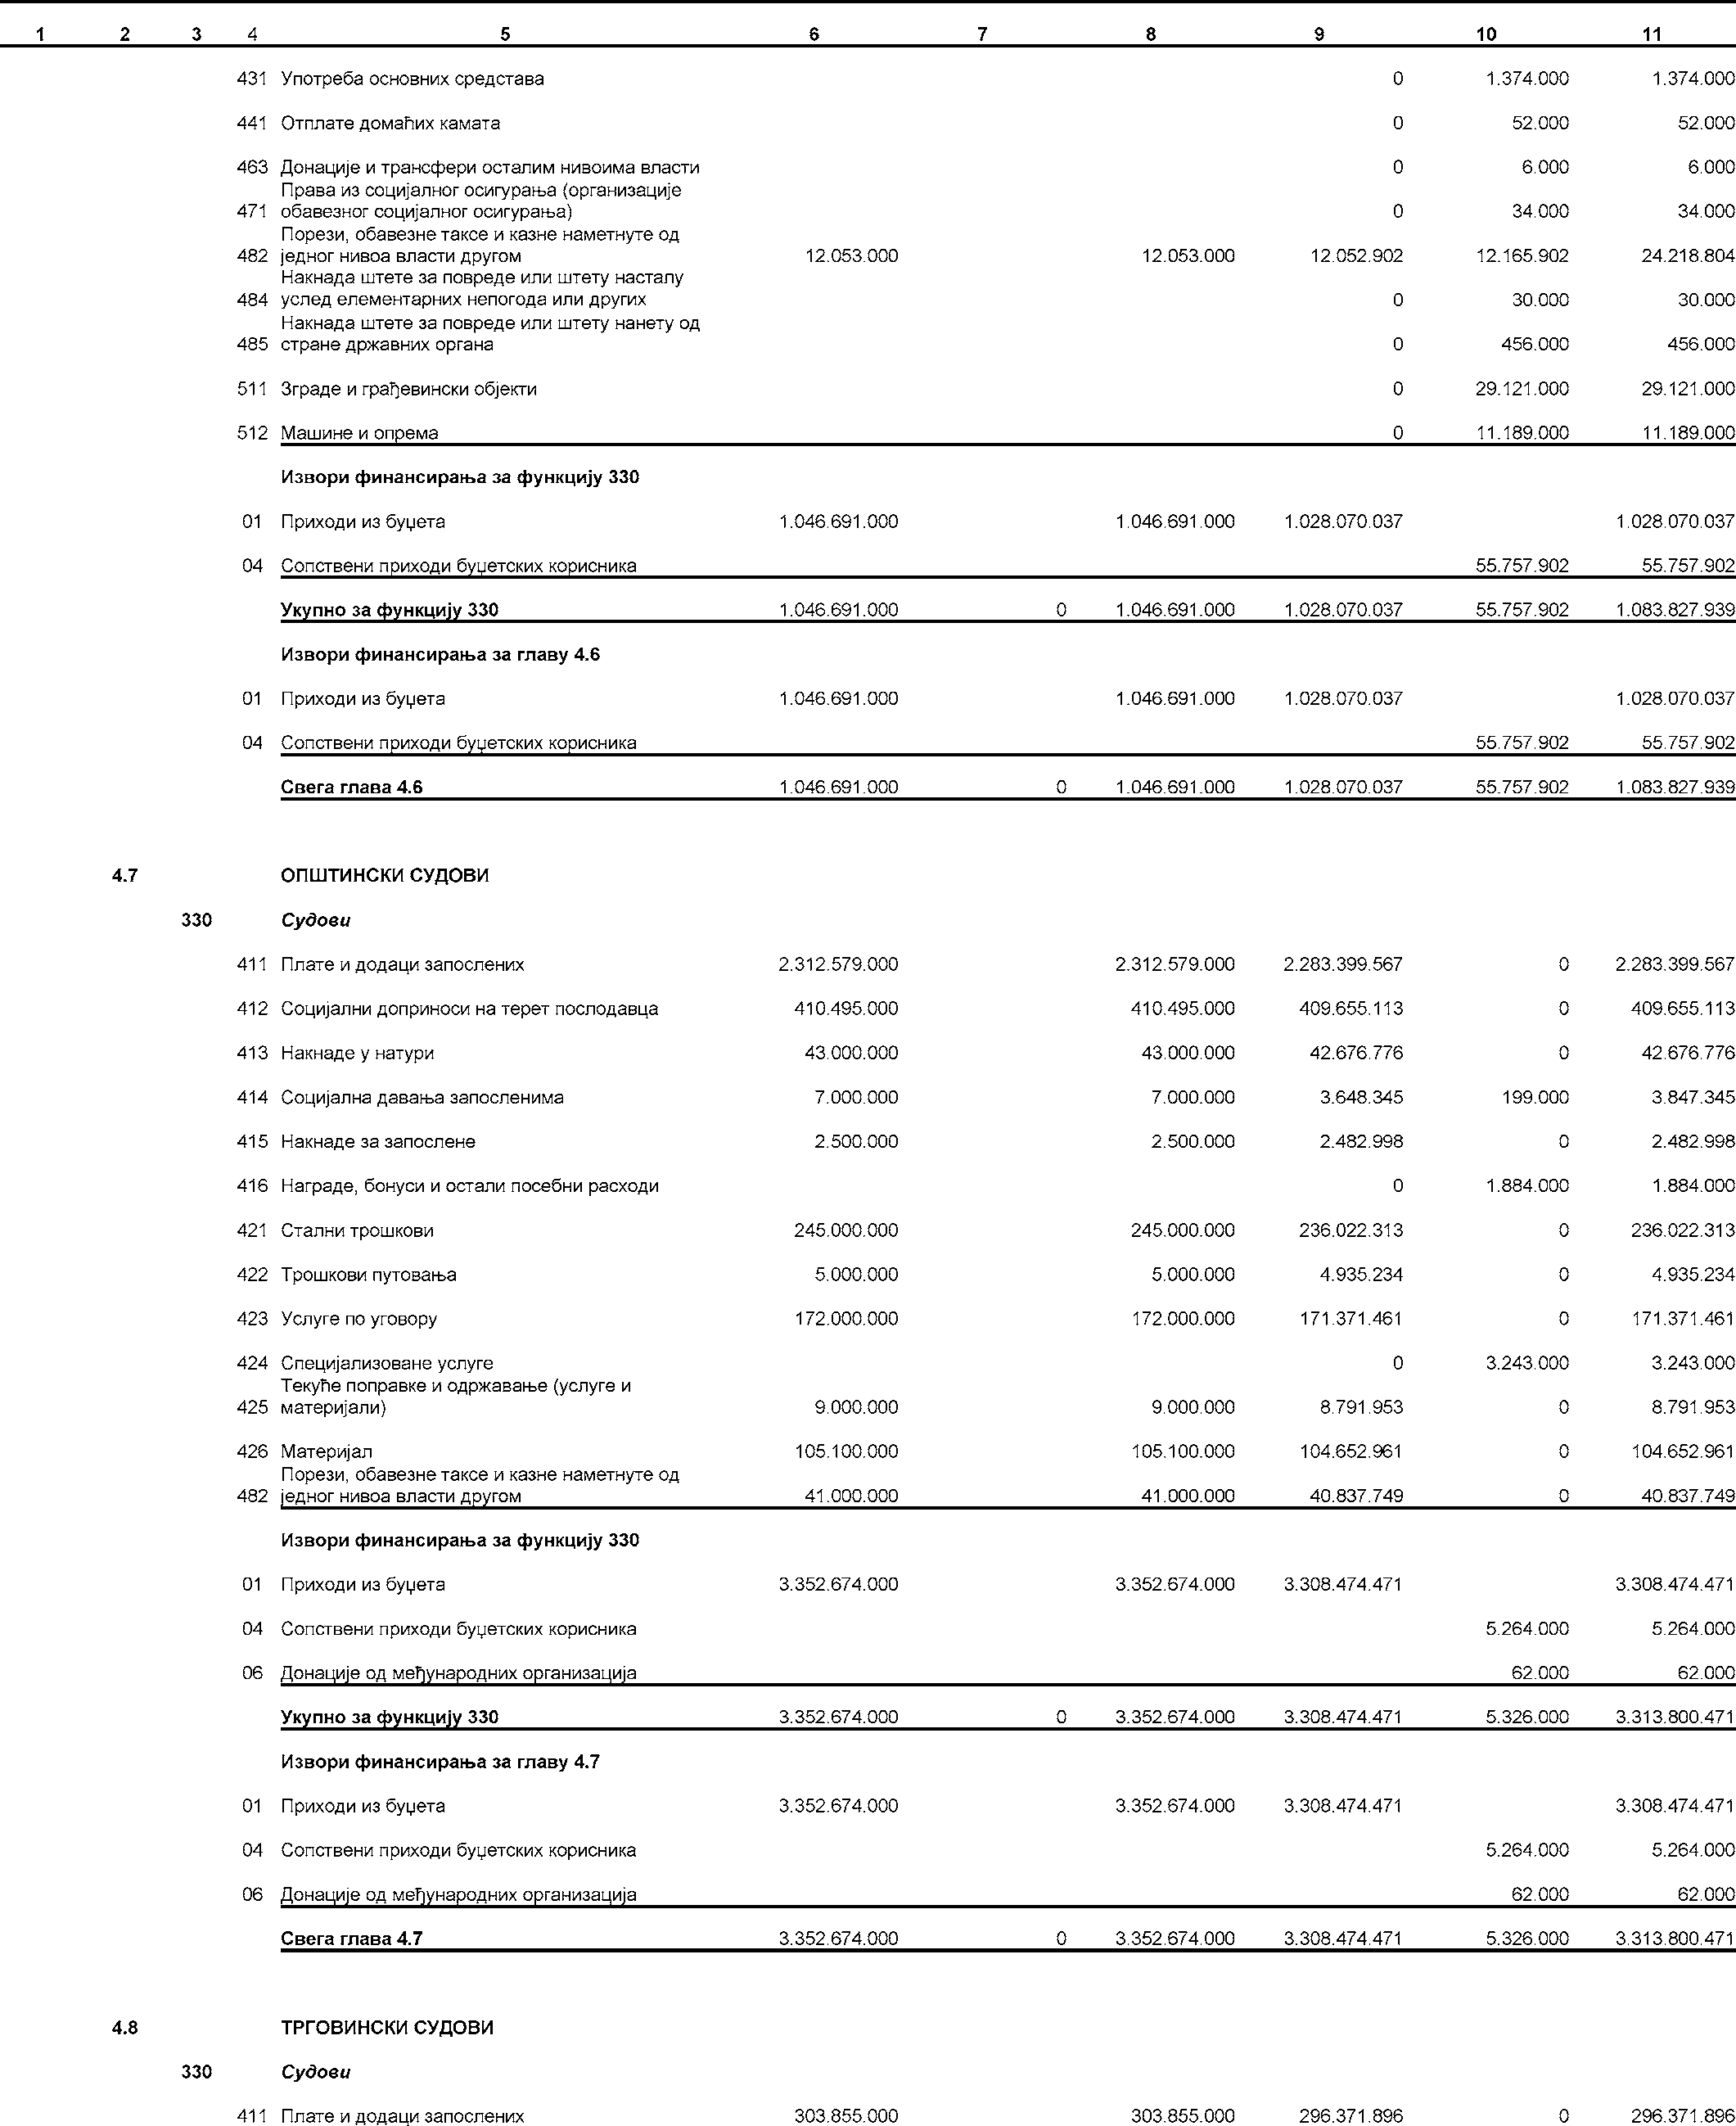 1 2 3 4 5 6 7 8 9 10 11
431 Употреба основних средстава 0 1.374.000 1.374.000
441 Отплате домаћих камата 0 52.000 52.000
463 Донације и трансфери осталим нивоима власти 0 6.000 6.000
Права из социјалног осигурања (организације
471 обавезног социјалног осигурања) 0 34.000 34.000
Порези, обавезне таксе и казне наметнуте од
482 једног нивоа власти другом 12.053.000 12.053.000 12.052.902 12.165.902 24.218.804
Накнада штете за повреде или штету насталу
484 услед елементарних непогода или других 0 30.000 30.000
Накнада штете за повреде или штету нанету од
485 стране државних органа 0 456.000 456.000
511 Зграде и грађевински објекти 0 29.121.000 29.121.000
512 Машине и опрема 0 11.189.000 11.189.000
Извори финансирања за функцију 330
01 Приходи из буџета 1.046.691.000 1.046.691.000 1.028.070.037 1.028.070.037
04 Сопствени приходи буџетских корисника 55.757.902 55.757.902
Укупно за функцију 330 1.046.691.000 0 1.046.691.000 1.028.070.037 55.757.902 1.083.827.939
Извори финансирања за главу 4.6
01 Приходи из буџета 1.046.691.000 1.046.691.000 1.028.070.037 1.028.070.037
04 Сопствени приходи буџетских корисника 55.757.902 55.757.902
Свега глава 4.6 1.046.691.000 0 1.046.691.000 1.028.070.037 55.757.902 1.083.827.939
4.7 ОПШТИНСКИ СУДОВИ
330 Судови
411 Плате и додаци запослених 2.312.579.000 2.312.579.000 2.283.399.567 0 2.283.399.567
412 Социјални доприноси на терет послодавца 410.495.000 410.495.000 409.655.113 0 409.655.113
413 Накнаде у натури 43.000.000 43.000.000 42.676.776 0 42.676.776
414 Социјална давања запосленима 7.000.000 7.000.000 3.648.345 199.000 3.847.345
415 Накнаде за запослене 2.500.000 2.500.000 2.482.998 0 2.482.998
416 Награде, бонуси и остали посебни расходи 0 1.884.000 1.884.000
421 Стални трошкови 245.000.000 245.000.000 236.022.313 0 236.022.313
422 Трошкови путовања 5.000.000 5.000.000 4.935.234 0 4.935.234
423 Услуге по уговору 172.000.000 172.000.000 171.371.461 0 171.371.461
424 Специјализоване услуге 0 3.243.000 3.243.000
Текуће поправке и одржавање (услуге и
425 материјали) 9.000.000 9.000.000 8.791.953 0 8.791.953
426 Материјал 105.100.000 105.100.000 104.652.961 0 104.652.961
Порези, обавезне таксе и казне наметнуте од
482 једног нивоа власти другом 41.000.000 41.000.000 40.837.749 0 40.837.749
Извори финансирања за функцију 330
01 Приходи из буџета 3.352.674.000 3.352.674.000 3.308.474.471 3.308.474.471
04 Сопствени приходи буџетских корисника 5.264.000 5.264.000
06 Донације од међународних организација 62.000 62.000
Укупно за функцију 330 3.352.674.000 0 3.352.674.000 3.308.474.471 5.326.000 3.313.800.471
Извори финансирања за главу 4.7
01 Приходи из буџета 3.352.674.000 3.352.674.000 3.308.474.471 3.308.474.471
04 Сопствени приходи буџетских корисника 5.264.000 5.264.000
06 Донације од међународних организација 62.000 62.000
Свега глава 4.7 3.352.674.000 0 3.352.674.000 3.308.474.471 5.326.000 3.313.800.471
4.8 ТРГОВИНСКИ СУДОВИ
330 Судови
411 Плате и додаци запослених 303.855.000 303.855.000 296.371.896 0 296.371.896